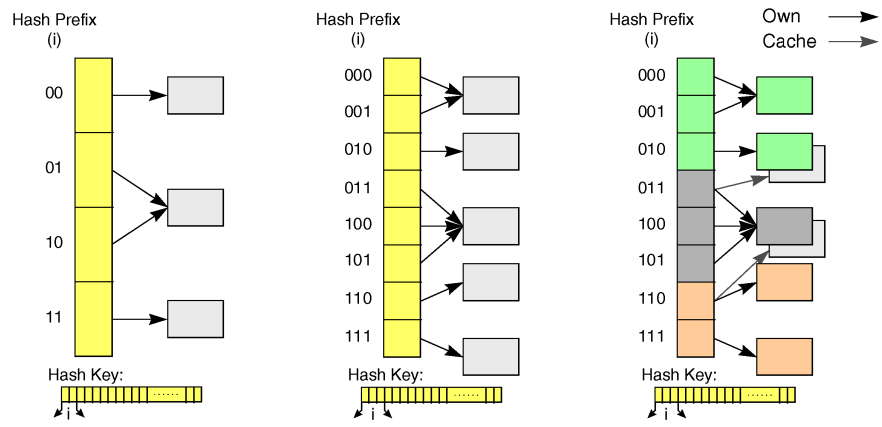 Hash Prefix
(i)
00
01
10
11
Hash Key:
......
i
Hash Prefix
(i)
000
001
010
011
100
101
110
111
Hash Key:
......
i
Hash Prefix
(i)
000
001
010
011
100
101
110
111
Hash Key:
......
i
Own
Cache